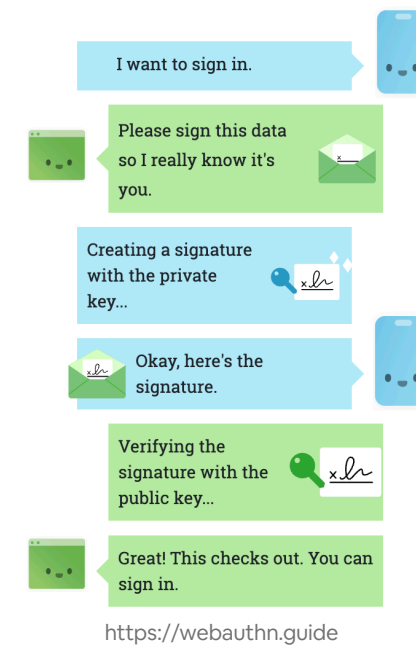 I want to sign in.
Please sign this data
so I really know it's
you.
x
Creating a signature
with the private
key...
x
Okay, here's the
signature.
x
Verifying the
signature with the
public key...
x
Great! This checks out. You can
sign in.
https://webauthn.guide